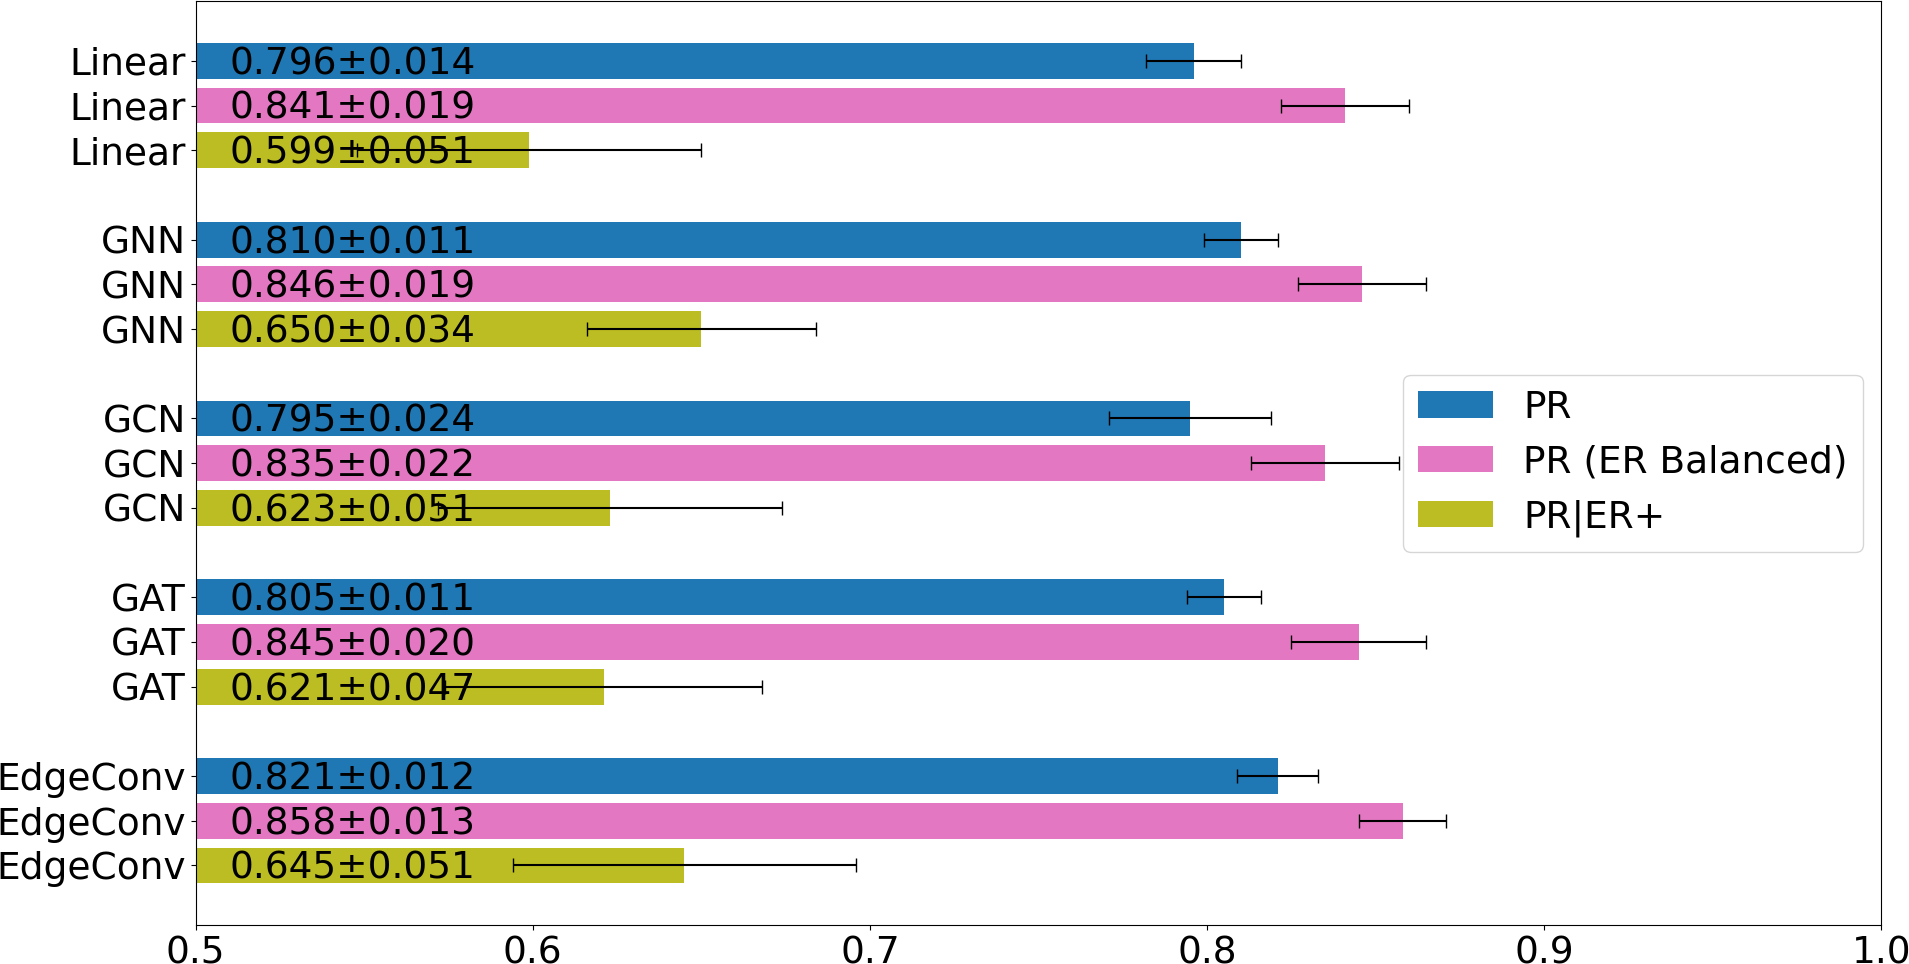 Linear 0.796±0.014
Linear 0.841±0.019
Linear 0.599±0.051
GNN 0.810±0.011
GNN 0.846±0.019
GNN 0.650±0.034
GCN 0.795±0.024
GCN 0.835±0.022
GCN 0.623±0.051
GAT 0.805±0.011
GAT 0.845±0.020
GAT 0.621±0.047
EdgeConv 0.821±0.012
EdgeConv 0.858±0.013
EdgeConv 0.645±0.051
PR
PR (ER Balanced)
PR|ER+
0.5 0.6 0.7 0.8 0.9 1.0